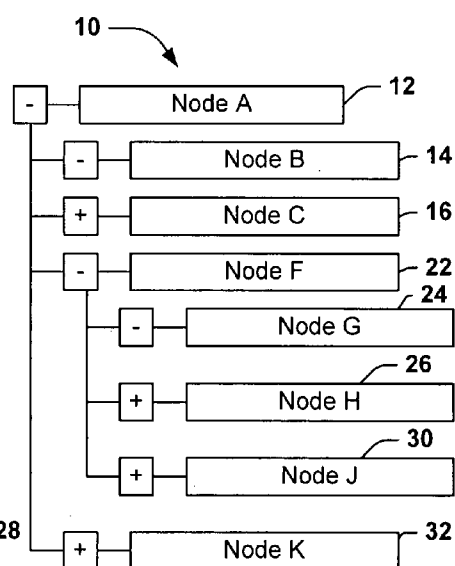 10
- Node A 12
- Node B 14
+ Node C 16
- Node F 22
24
- Node G
26
+ Node H
30
+ Node J
28 + Node K 32